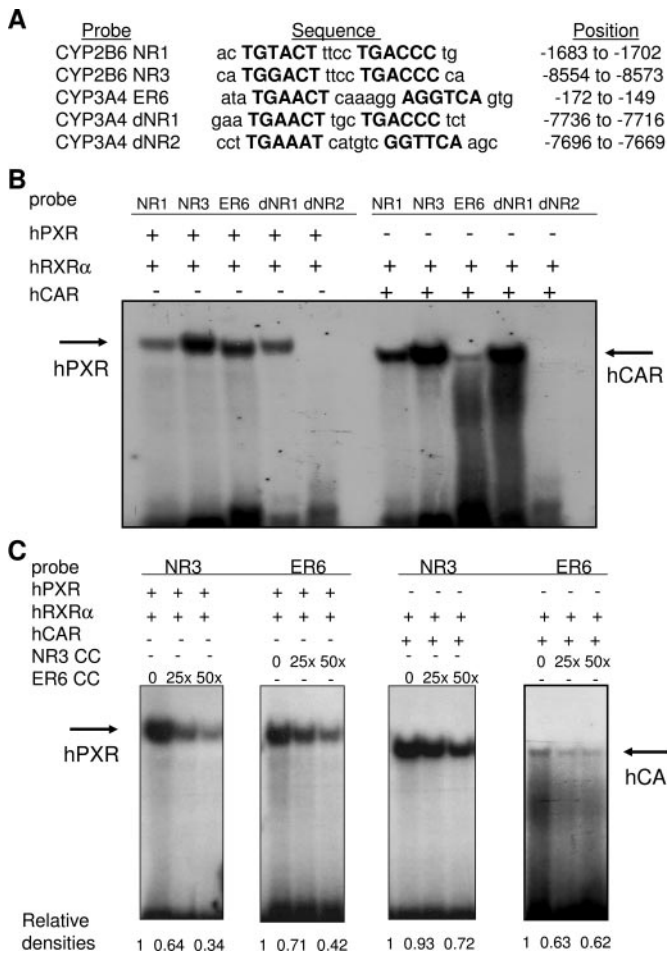 A
Probe Sequence Position
CYP2B6 NR1 ac TGTACT ttcc TGACCC tg -1683 to -1702
CYP2B6 NR3 ca TGGACT ttcc TGACCC ca -8554 to -8573
CYP3A4 ER6 ata TGAACT caaagg AGGTCA gtg -172 to -149
CYP3A4 dNR1 gaa TGAACT tgc TGACCC tct -7736 to -7716
CYP3A4 dNR2 cct TGAAAT catgtc GGTTCA agc -7696 to -7669
B
probe NR1 NR3 ER6 dNR1 dNR2 NR1 NR3 ER6 dNR1 dNR2
hPXR + + + + + - - - - -
hRXRα + + + + + + + + + +
hCAR - - - - - + + + + +
hPXR hCAR
C
probe NR3 ER6 NR3 ER6
hPXR + + + + + + - - - - - -
hRXRα + + + + + + + + + + + +
hCAR - - - - - - + + + + + +
NR3 CC - 0 25x 50x - 0 25x 50x
ER6 CC 0 25x 50x - - - 0 25x 50x - - -
hPXR hCA
Relative
densities 1 0.64 0.34 1 0.71 0.42 1 0.93 0.72 1 0.63 0.62